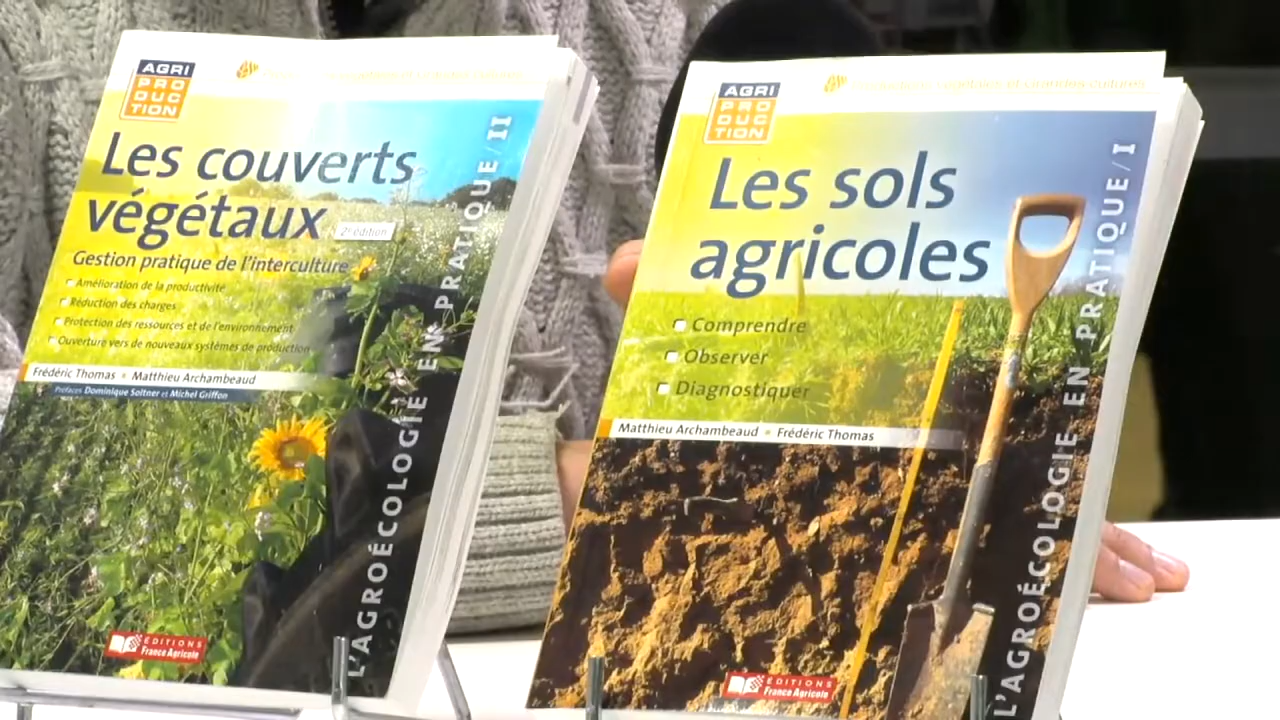 AGRI
PRO
DUC
TION
Les couverts
végétaux
2e édition
Gestion pratique de l'interculture
Amélioration de la productivité
Réduction des charges
Protection des ressources et de l'environnement
Ouverture vers de nouveaux systèmes de production
Frédéric Thomas • Matthieu Archambeaud
Préfaces Dominique Soltner et Michel Griffon
L'AGROÉCOLOGIE EN PRATIQUE / II
ÉDITIONS
France Agricole
AGRI
PRO
DUC
TION
végétales et grandes cultures
Les sols
agricoles
Comprendre
Observer
Diagnostiquer
Matthieu Archambeaud • Frédéric Thomas
L'AGROÉCOLOGIE EN PRATIQUE / I
ÉDITIONS
France Agricole